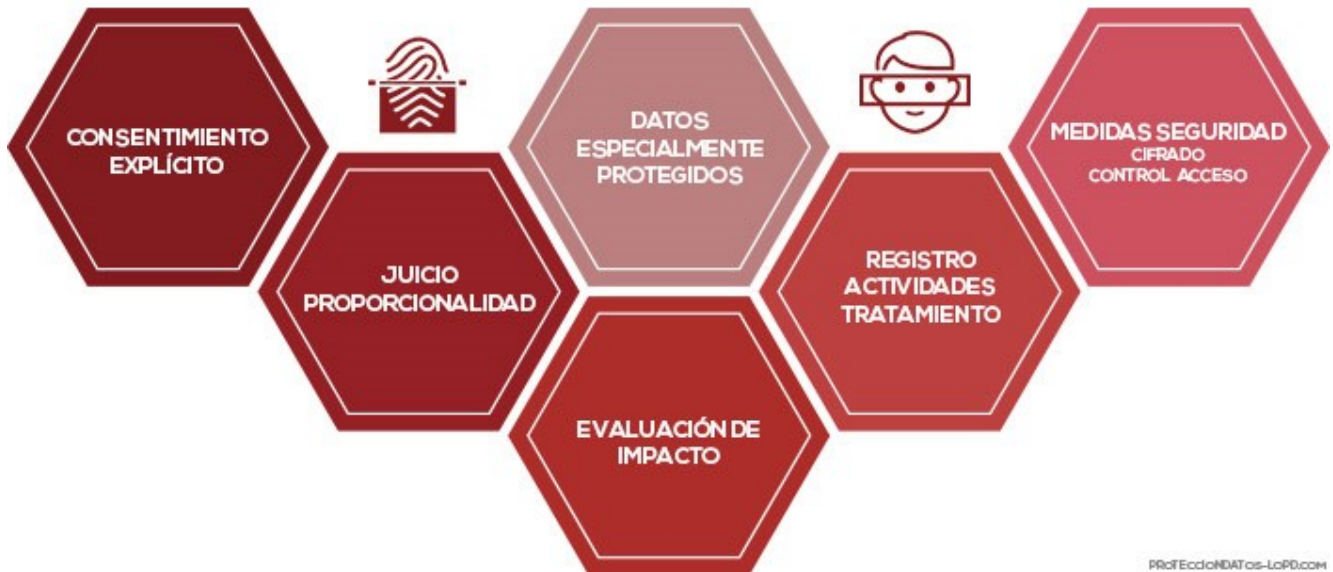 CONSENTIMIENTO
EXPLÍCITO
JUICIO
PROPORCIONALIDAD
DATOS
ESPECIALMENTE
PROTEGIDOS
EVALUACIÓN DE
IMPACTO
REGISTRO
ACTIVIDADES
TRATAMIENTO
MEDIDAS SEGURIDAD
CIFRADO
CONTROL ACCESO
PROTECCIONDATOS-LOPD.COM